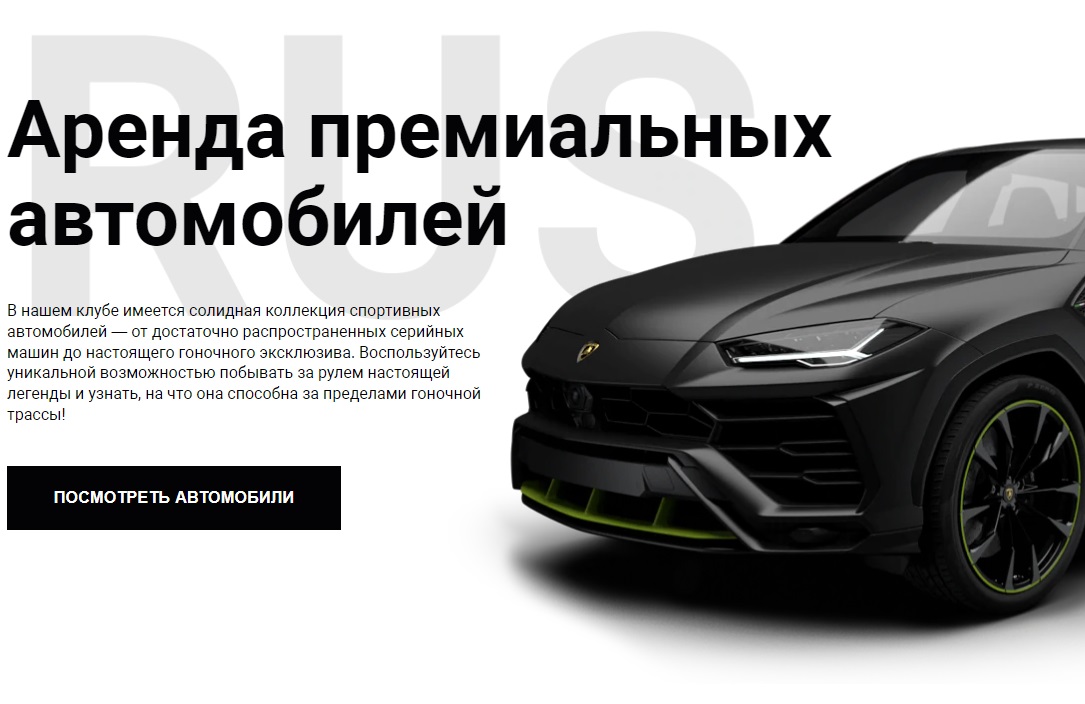 RUS
Аренда премиальных
автомобилей
В нашем клубе имеется солидная коллекция спортивных
автомобилей — от достаточно распространенных серийных
машин до настоящего гоночного эксклюзива. Воспользуйтесь
уникальной возможностью побывать за рулем настоящей
легенды и узнать, на что она способна за пределами гоночной
трассы!
ПОСМОТРЕТЬ АВТОМОБИЛИ